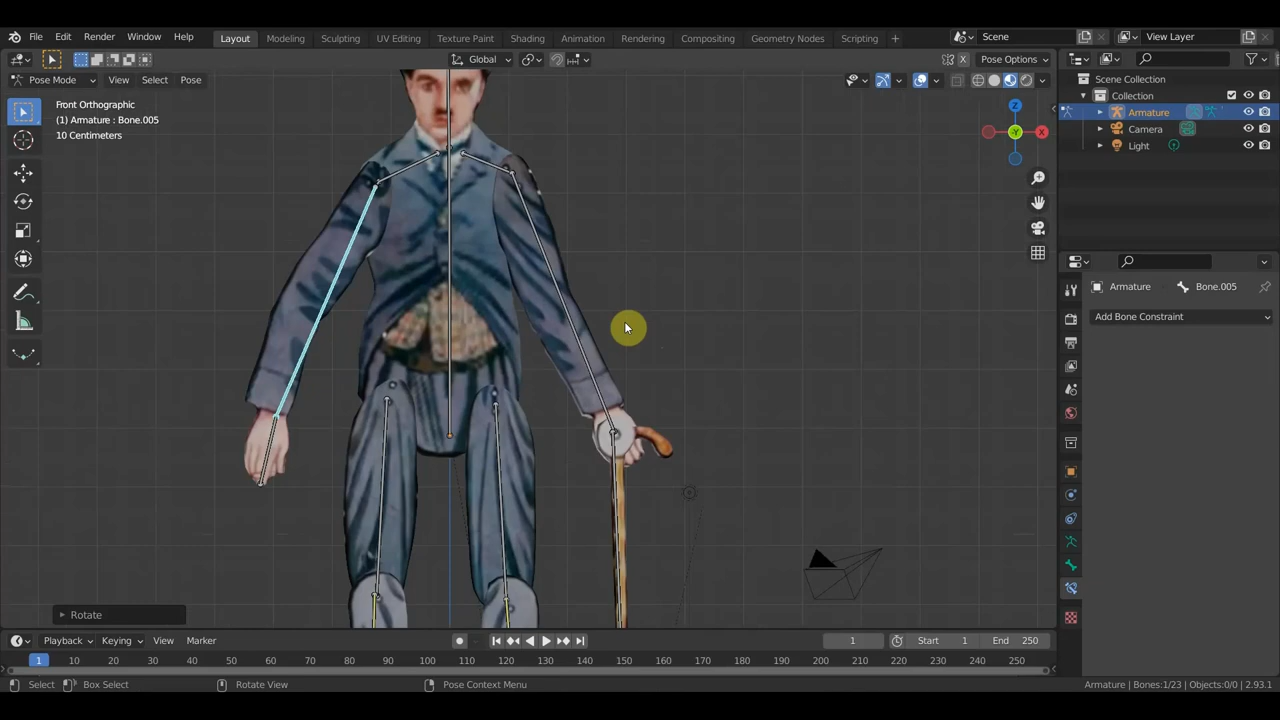 File Edit Render Window Help Layout Modeling Sculpting UV Editing Texture Paint Shading Animation Rendering Compositing Geometry Nodes Scripting + Scene View Layer
Global X Pose Options
Pose Mode View Select Pose
Scene Collection
Collection
Armature
Camera
Light
Front Orthographic
(1) Armature : Bone.005
10 Centimeters
Z
-Y X
Armature Bone.005
Add Bone Constraint
Rotate
Playback Keying View Marker 1 Start 1 End 250
1 10 20 30 40 50 60 70 80 90 100 110 120 130 140 150 160 170 180 190 200 210 220 230 240 250
Select Box Select Rotate View Pose Context Menu Armature | Bones:1/23 | Objects:0/0 | 2.93.1